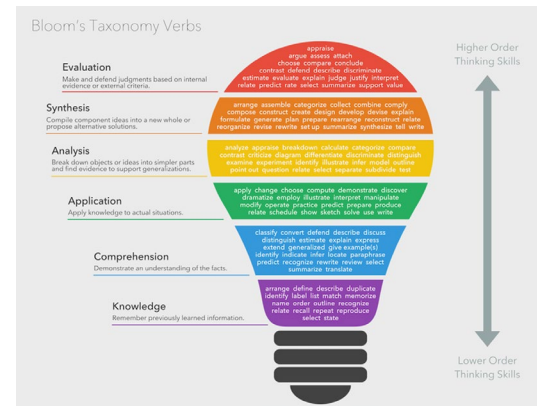 Bloom's Taxonomy Verbs
Higher Order
Thinking Skills
Evaluation
Make and defend judgments based on internal
evidence or external criteria.
appraise
argue assess attach
choose compare conclude
contrast defend describe discriminate
estimate evaluate explain judge justify interpret
relate predict rate select summarize support value
Synthesis
Compile component ideas into a new whole or
propose alternative solutions.
arrange assemble categorize collect combine comply
compose construct create design develop devise explain
formulate generate plan prepare rearrange reconstruct relate
reorganize revise rewrite set up summarize synthesize tell write
Analysis
Break down objects or ideas into simpler parts
and find evidence to support generalizations.
analyze appraise breakdown calculate categorize compare
contrast criticize diagram differentiate discriminate distinguish
examine experiment identify illustrate infer model outline
point out question relate select separate subdivide test
Application
Apply knowledge to actual situations.
apply change choose compute demonstrate discover
dramatize employ illustrate interpret manipulate
modify operate practice predict prepare produce
relate schedule show sketch solve use write
Comprehension
Demonstrate an understanding of the facts.
classify convert defend describe discuss
distinguish estimate explain express
extend generalized give example(s)
identify indicate infer locate paraphrase
predict recognize rewrite review select
summarize translate
Knowledge
Remember previously learned information.
arrange define describe duplicate
identify label list match memorize
name order outline recognize
relate recall repeat reproduce
select state
Lower Order
Thinking Skills